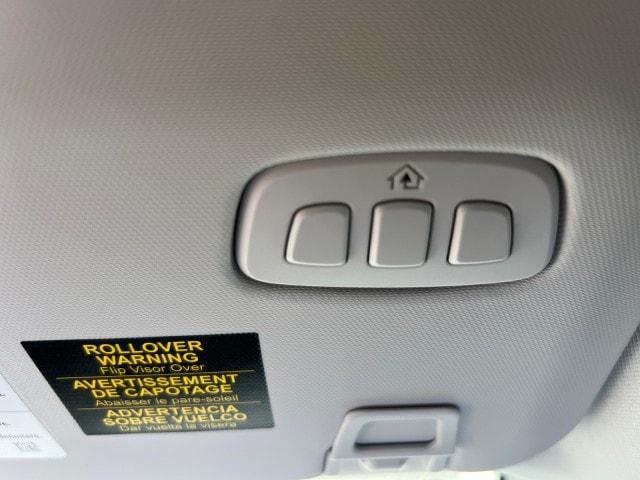 ROLLOVER
WARNING
Flip Visor Over
AVERTISSEMENT
DE CAPOTAGE
Abaisser le pare-soleil
ADVERTENCIA
SOBRE VUELCO
Dar vuelta la visera